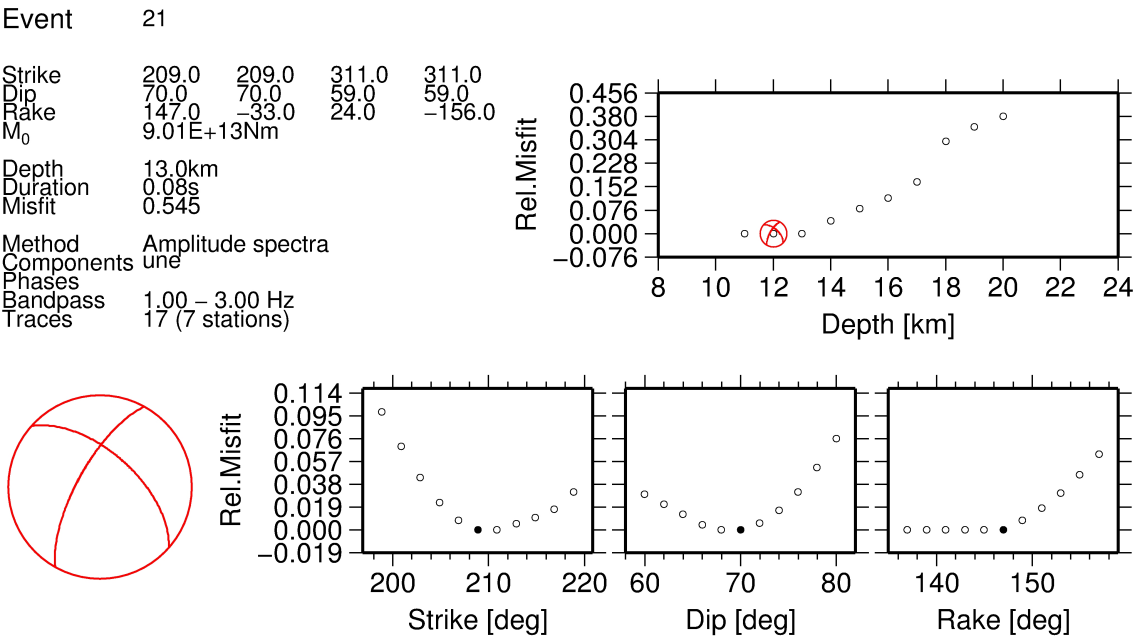 Event 21
Strike 209.0 209.0 311.0 311.0
Dip 70.0 70.0 59.0 59.0
Rake 147.0 −33.0 24.0 −156.0
M0 9.01E+13Nm
Depth 13.0km
Duration 0.08s
Misfit 0.545
Method Amplitude spectra
Components une
Phases
Bandpass 1.00 − 3.00 Hz
Traces 17 (7 stations)
Rel.Misfit
0.456
0.380
0.304
0.228
0.152
0.076
0.000
−0.076
8 10 12 14 16 18 20 22 24
Depth [km]
Rel.Misfit
0.114
0.095
0.076
0.057
0.038
0.019
0.000
−0.019
200 210 220
Strike [deg]
60 70 80
Dip [deg]
140 150
Rake [deg]